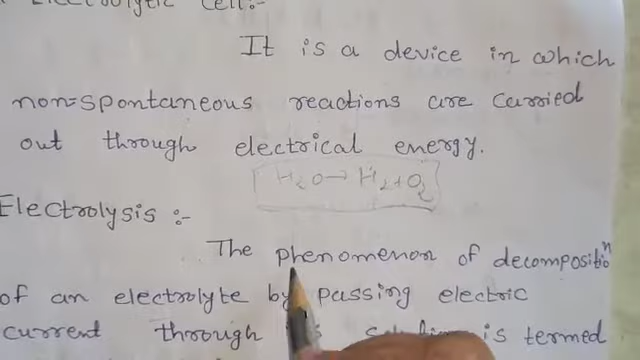 Electrolytic Cell:-
It is a device in which
non=spontaneous reactions are carried
out through electrical energy.
H2O → H2+O2
Electrolysis :-
The phenomenon of decompositioⁿ
of an electrolyte by passing electric
current through is termed